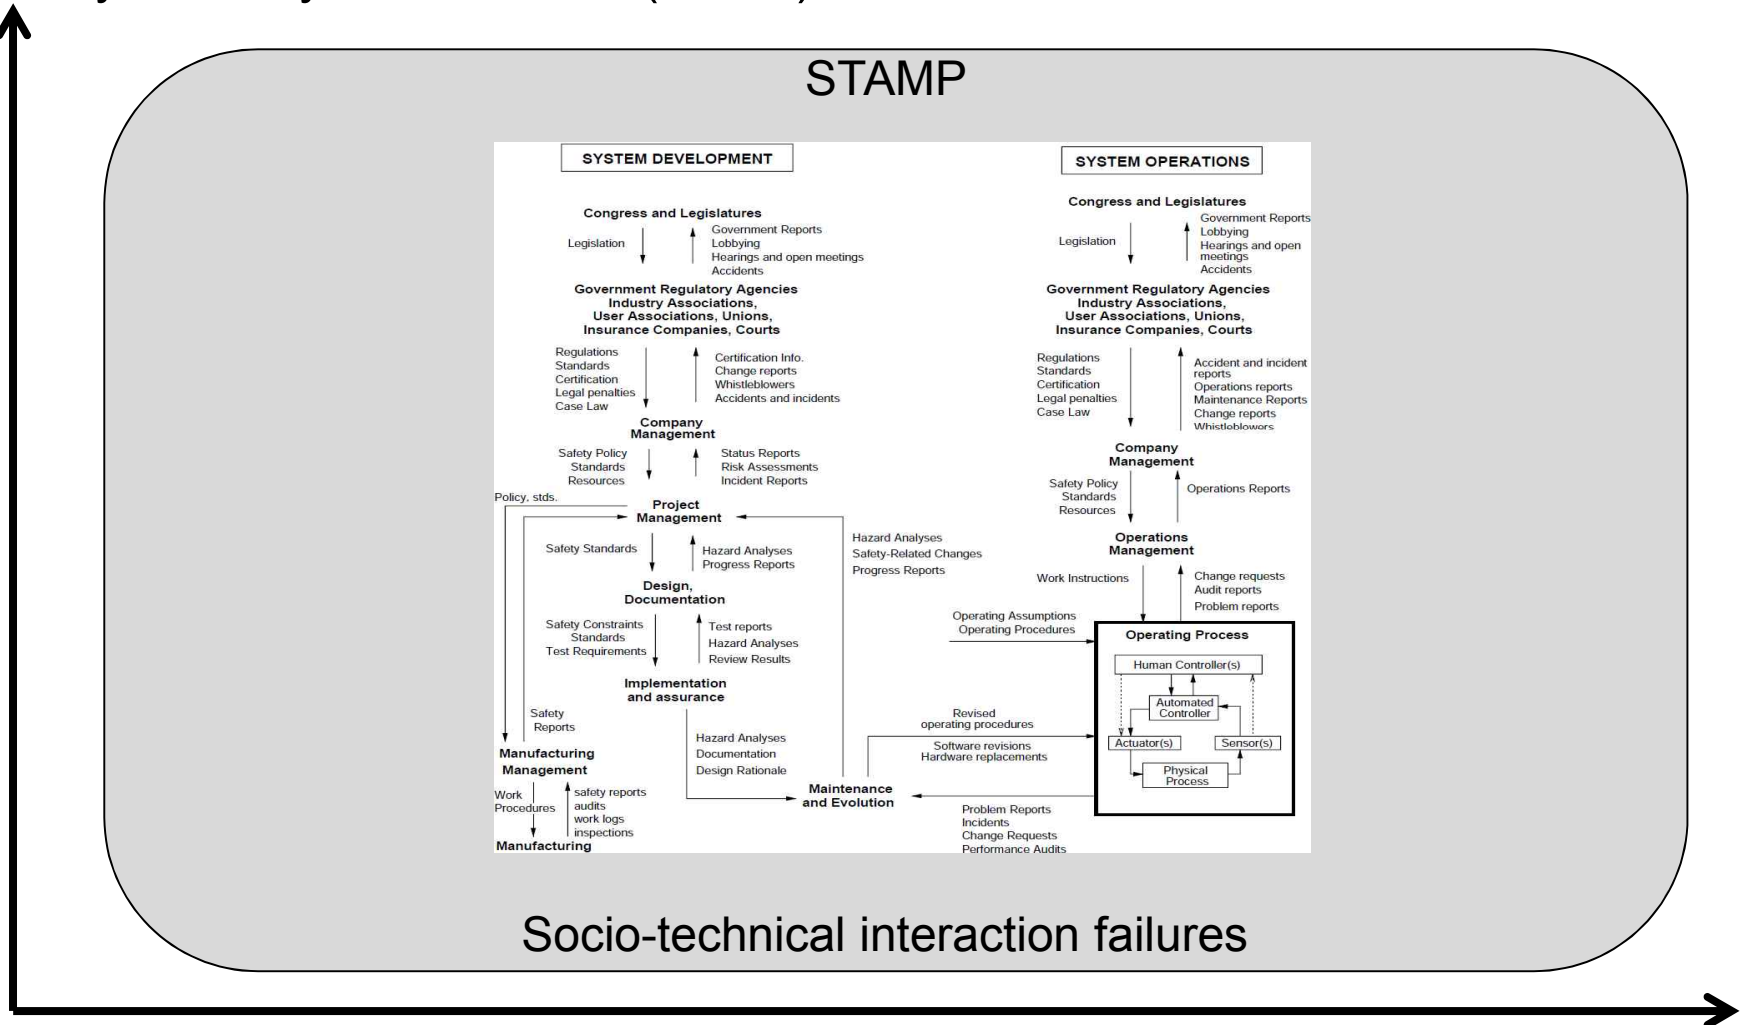 STAMP
SYSTEM DEVELOPMENT
Congress and Legislatures
Legislation
Government Reports
Lobbying
Hearings and open meetings
Accidents
Government Regulatory Agencies
Industry Associations,
User Associations, Unions,
Insurance Companies, Courts
Regulations
Standards
Certification
Legal penalties
Case Law
Certification Info.
Change reports
Whistleblowers
Accidents and incidents
Company
Management
Safety Policy
Standards
Resources
Status Reports
Risk Assessments
Incident Reports
Policy, stds.
Project
Management
Safety Standards
Hazard Analyses
Progress Reports
Hazard Analyses
Safety-Related Changes
Progress Reports
Design,
Documentation
Safety Constraints
Standards
Test Requirements
Test reports
Hazard Analyses
Review Results
Implementation
and assurance
Safety
Reports
Hazard Analyses
Documentation
Design Rationale
Manufacturing
Management
Work
Procedures
safety reports
audits
work logs
inspections
Manufacturing
Maintenance
and Evolution
SYSTEM OPERATIONS
Congress and Legislatures
Legislation
Government Reports
Lobbying
Hearings and open
meetings
Accidents
Government Regulatory Agencies
Industry Associations,
User Associations, Unions,
Insurance Companies, Courts
Regulations
Standards
Certification
Legal penalties
Case Law
Accident and incident
reports
Operations reports
Maintenance Reports
Change reports
Whistleblowers
Company
Management
Safety Policy
Standards
Resources
Operations Reports
Operations
Management
Work Instructions
Change requests
Audit reports
Problem reports
Operating Assumptions
Operating Procedures
Operating Process
Human Controller(s)
Automated
Controller
Actuator(s)
Sensor(s)
Physical
Process
Revised
operating procedures
Software revisions
Hardware replacements
Problem Reports
Incidents
Change Requests
Performance Audits
Socio-technical interaction failures